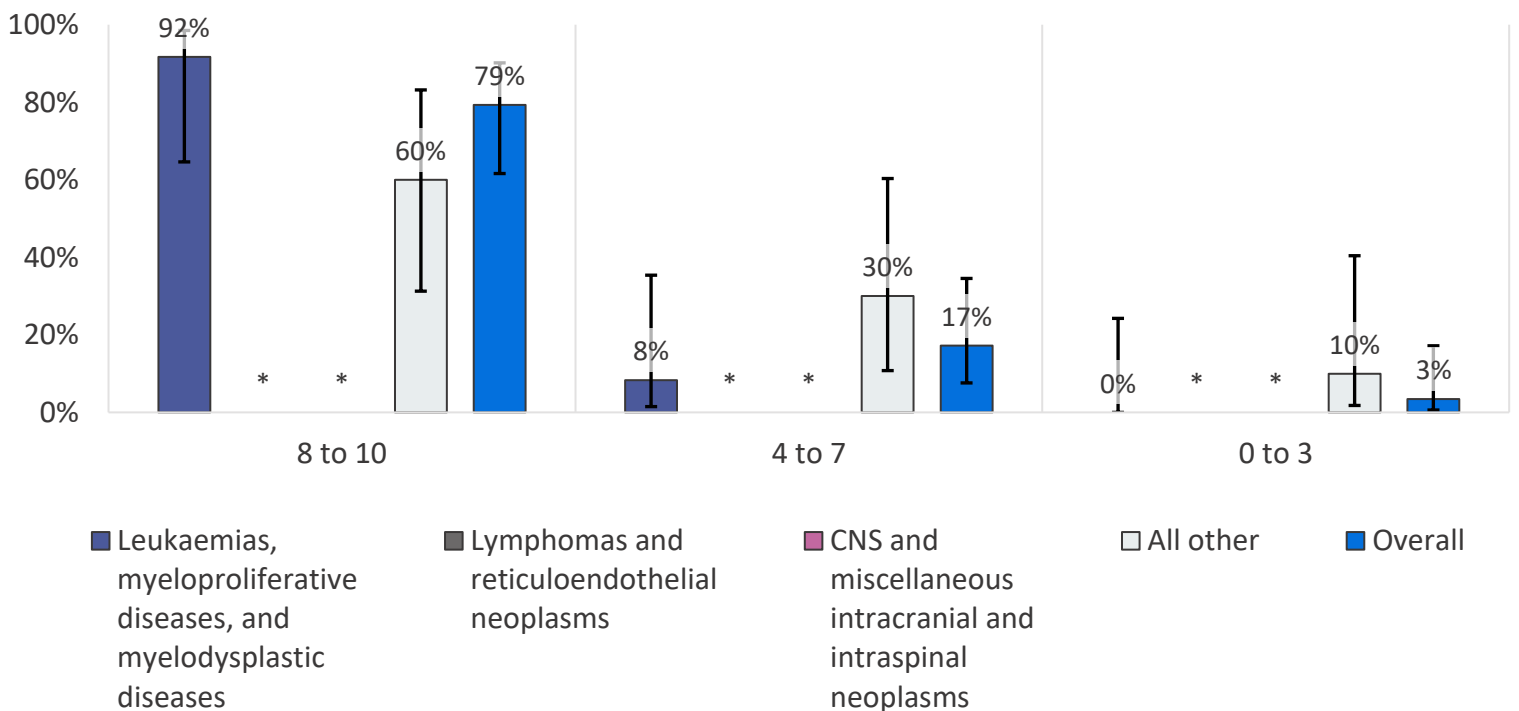 100%
80%
60%
40%
20%
0%
92%
*
*
60%
79%
8%
*
*
30%
17%
0%
*
*
10%
3%
8 to 10
4 to 7
0 to 3
Leukaemias,
myeloproliferative
diseases, and
myelodysplastic
diseases
Lymphomas and
reticuloendothelial
neoplasms
CNS and
miscellaneous
intracranial and
intraspinal
neoplasms
All other
Overall